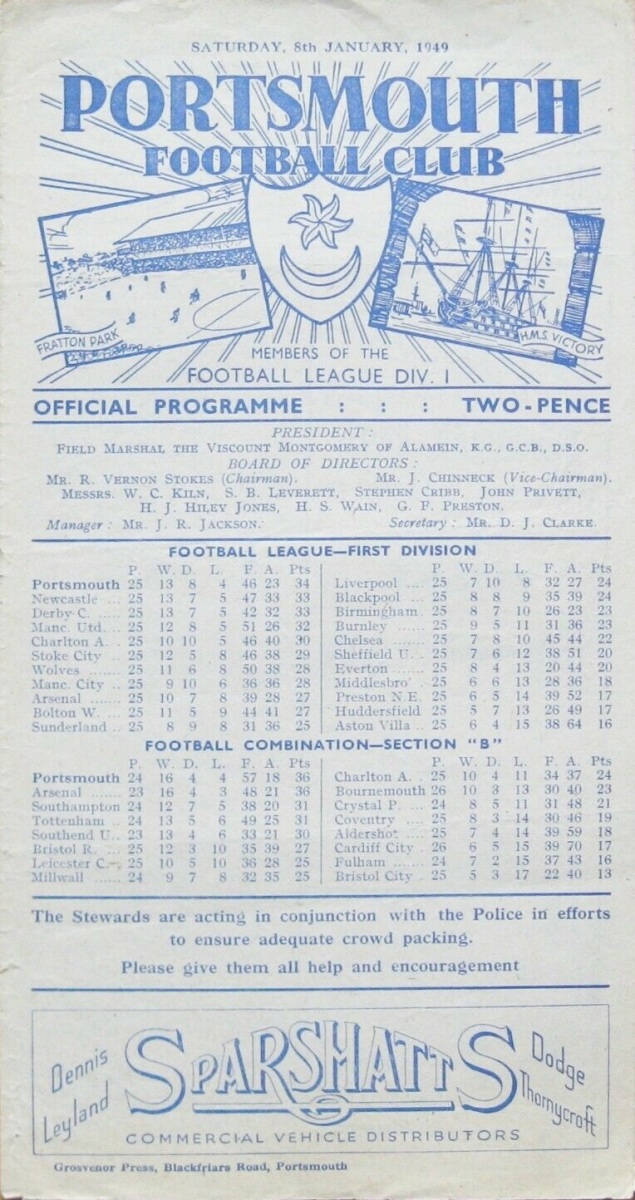 SATURDAY, 8th JANUARY, 1949
PORTSMOUTH
FOOTBALL CLUB
FRATTON PARK
H.M.S. VICTORY
MEMBERS OF THE
FOOTBALL LEAGUE DIV. I
OFFICIAL PROGRAMME : : : TWO-PENCE
PRESIDENT :
FIELD MARSHAL THE VISCOUNT MONTGOMERY OF ALAMEIN, K.G., G.C.B., D.S.O.
BOARD OF DIRECTORS :
MR. R. VERNON STOKES (Chairman). MR. J. CHINNECK (Vice-Chairman).
MESSRS. W. C. KILN, S. B. LEVERETT, STEPHEN CRIBB, JOHN PRIVETT,
H. J. HILEY JONES, H. S. WAIN, G. F. PRESTON.
Manager : MR. J. R. JACKSON. Secretary : MR. D. J. CLARKE.
FOOTBALL LEAGUE—FIRST DIVISION
P. W. D. L. F. A. Pts
Portsmouth 25 13 8 4 46 23 34
Newcastle ... 25 13 7 5 47 33 33
Derby C. .... 25 13 7 5 42 32 33
Manc. Utd. .. 25 12 8 5 51 26 32
Charlton A. . 25 10 10 5 46 40 30
Stoke City .. 25 12 5 8 46 38 29
Wolves ...... 25 11 6 8 50 38 28
Manc. City .. 25 9 10 6 36 36 28
Arsenal ..... 25 10 7 8 39 28 27
Bolton W. ... 25 11 5 9 44 41 27
Sunderland .. 25 8 9 8 31 36 25
P. W. D. L. F. A. Pts
Liverpool ... 25 7 10 8 32 27 24
Blackpool ... 25 8 8 9 35 39 24
Birmingham. 25 8 7 10 26 23 23
Burnley ..... 25 9 5 11 31 36 23
Chelsea ..... 25 7 8 10 45 44 22
Sheffield U. . 25 7 6 12 38 51 20
Everton ..... 25 8 4 13 20 44 20
Middlesbro' . 25 6 6 13 28 36 18
Preston N.E. 25 6 5 14 39 52 17
Huddersfield 25 5 7 13 26 49 17
Aston Villa .. 25 6 4 15 38 64 16
FOOTBALL COMBINATION—SECTION "B"
P. W. D. L. F. A. Pts
Portsmouth 24 16 4 4 57 18 36
Arsenal ...... 23 16 4 3 48 21 36
Southampton 24 12 7 5 38 20 31
Tottenham .. 24 13 5 6 49 25 31
Southend U.. 23 13 4 6 33 21 30
Bristol R. ... 25 12 3 10 35 39 27
Leicester C. . 25 10 5 10 36 28 25
Millwall ...... 24 9 7 8 32 35 25
P. W. D. L. F. A. Pts
Charlton A. . 25 10 4 11 34 37 24
Bournemouth 26 10 3 13 30 40 23
Crystal P. ... 24 8 5 11 31 48 21
Coventry .... 25 8 3 14 30 46 19
Aldershot .... 25 7 4 14 39 59 18
Cardiff City . 26 6 5 15 39 70 17
Fulham ...... 24 7 2 15 37 43 16
Bristol City . 25 5 3 17 22 40 13
The Stewards are acting in conjunction with the Police in efforts
to ensure adequate crowd packing.
Please give them all help and encouragement
Dennis
Leyland
SPARSHATTS
Dodge
Thornycroft
COMMERCIAL VEHICLE DISTRIBUTORS
Grosvenor Press, Blackfriars Road, Portsmouth